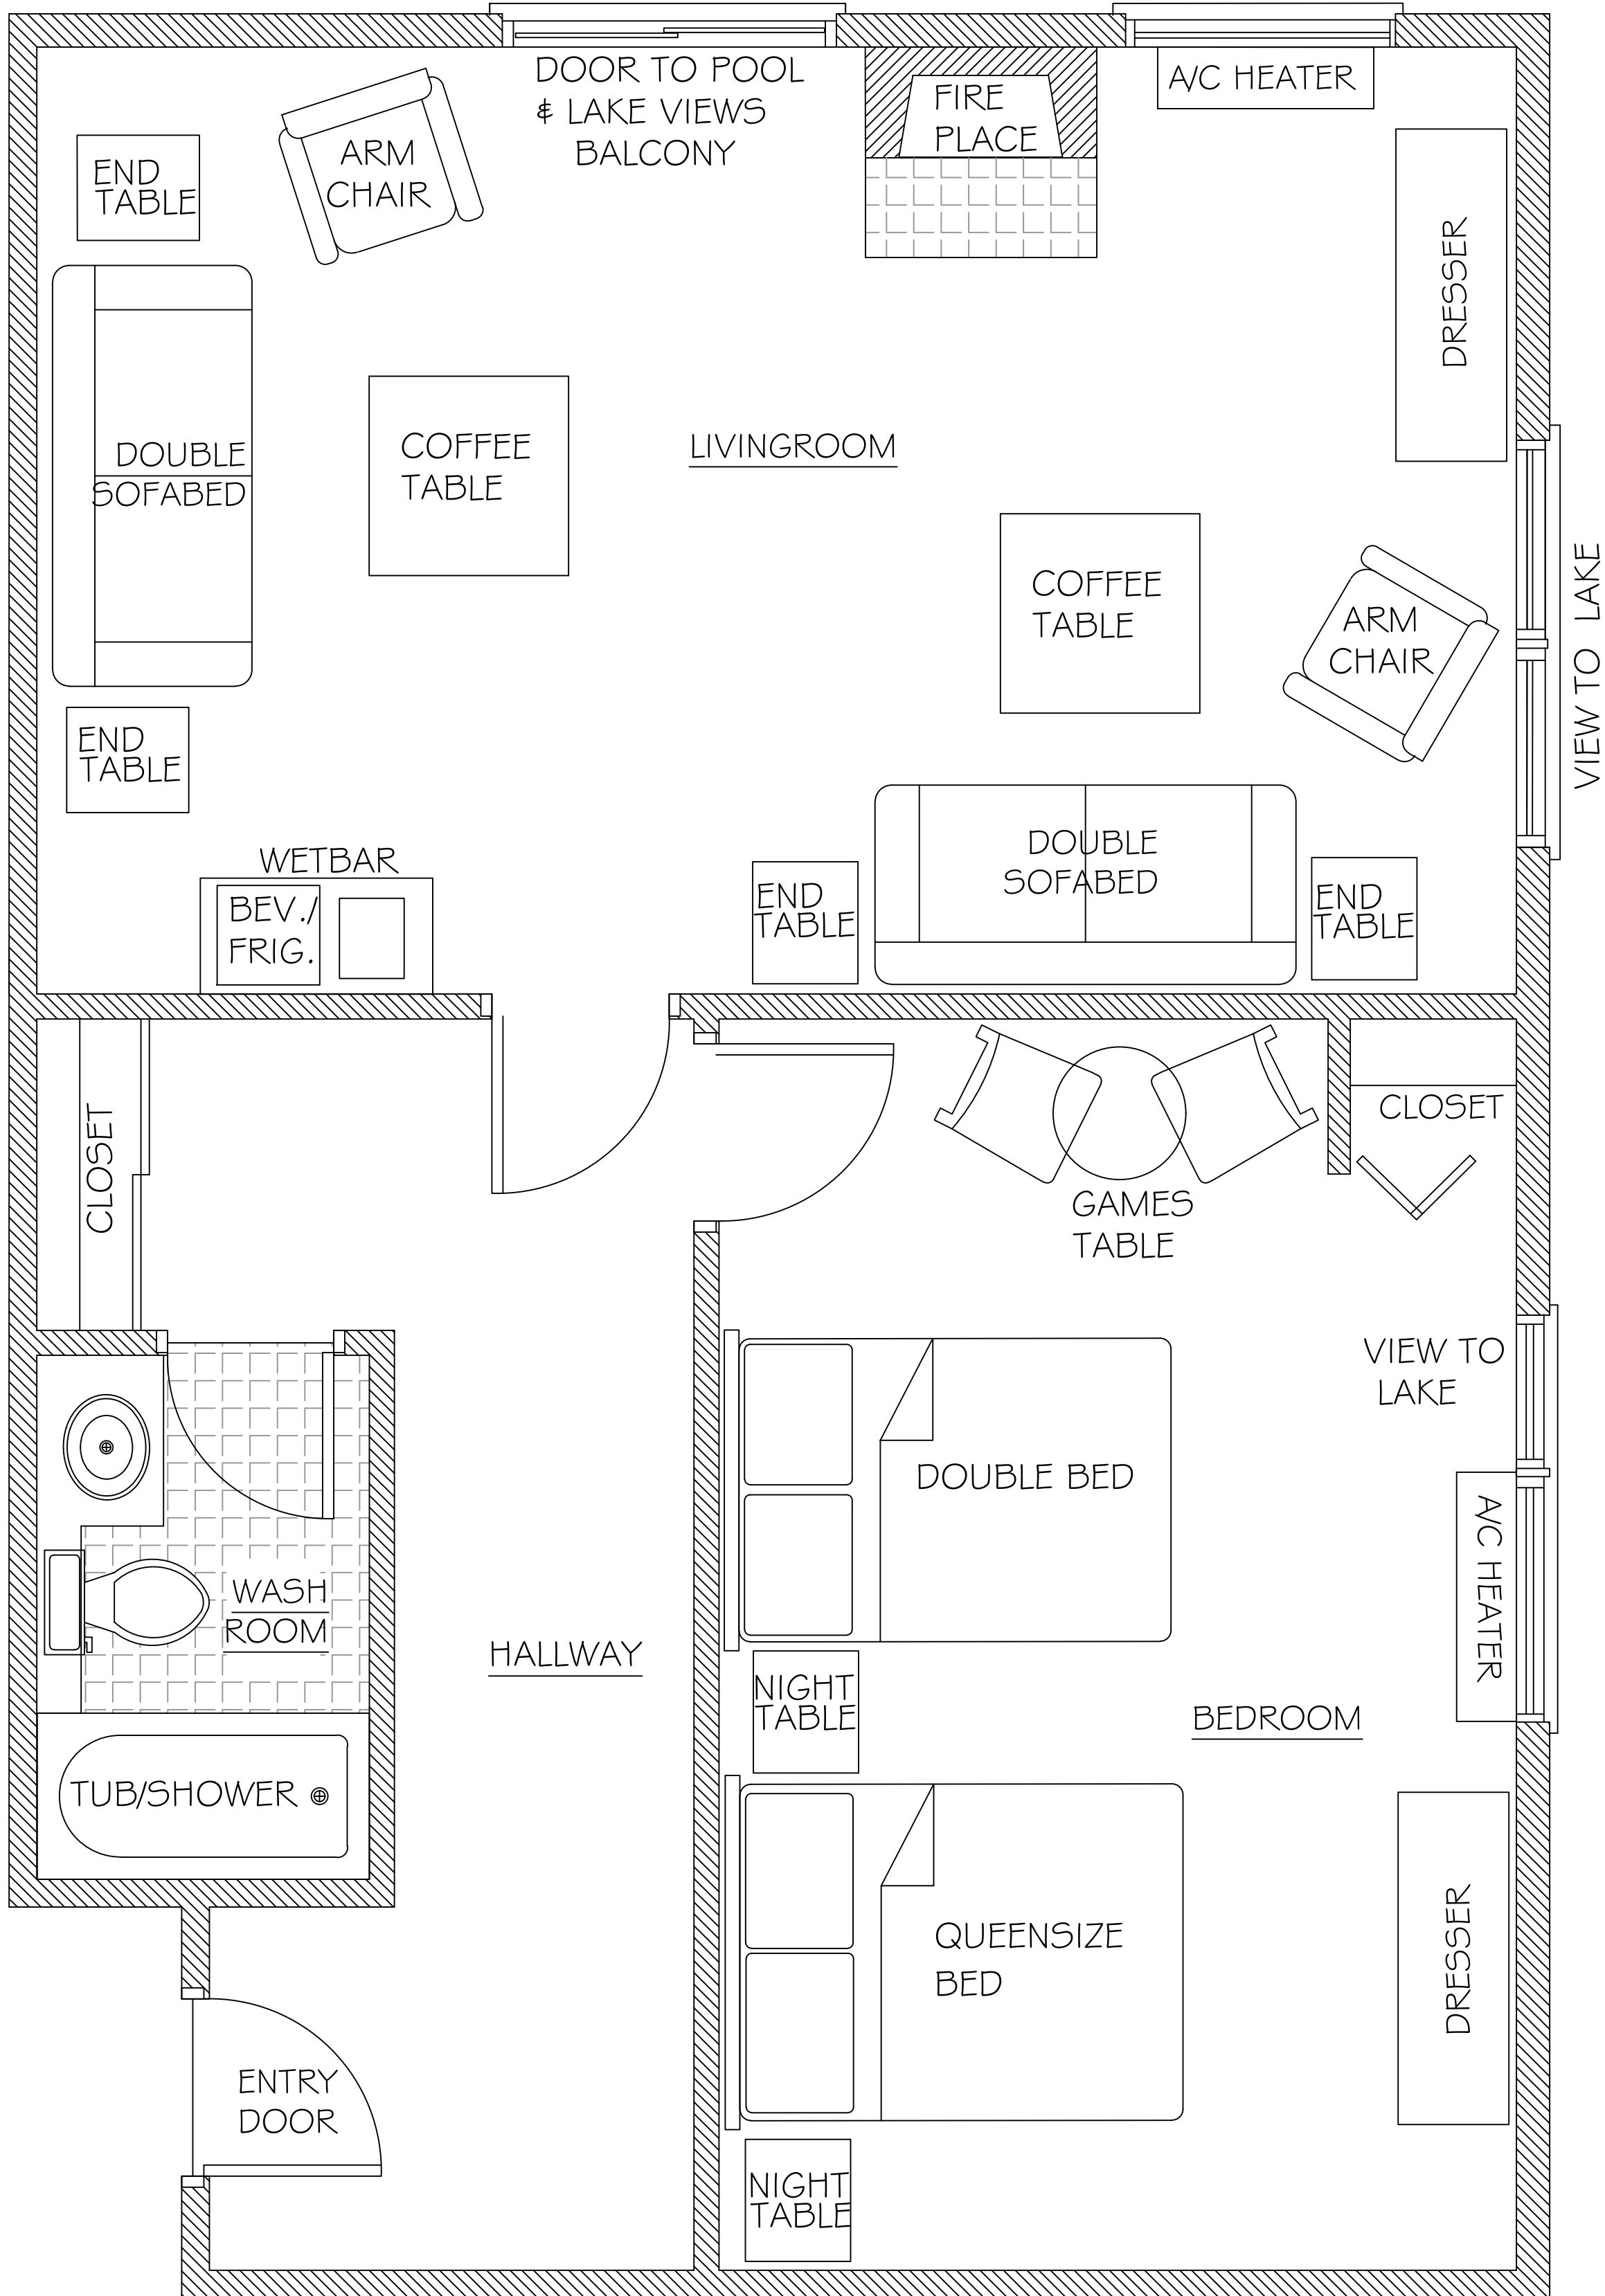 DOOR TO POOL
& LAKE VIEWS
BALCONY
FIRE
PLACE
A/C HEATER
END
TABLE
ARM
CHAIR
DRESSER
DOUBLE
SOFABED
COFFEE
TABLE
LIVINGROOM
COFFEE
TABLE
ARM
CHAIR
VIEW TO LAKE
END
TABLE
WETBAR
BEV./
FRIG.
END
TABLE
DOUBLE
SOFABED
END
TABLE
CLOSET
GAMES
TABLE
CLOSET
VIEW TO
LAKE
DOUBLE BED
A/C HEATER
WASH
ROOM
HALLWAY
NIGHT
TABLE
BEDROOM
TUB/SHOWER
QUEENSIZE
BED
DRESSER
ENTRY
DOOR
NIGHT
TABLE